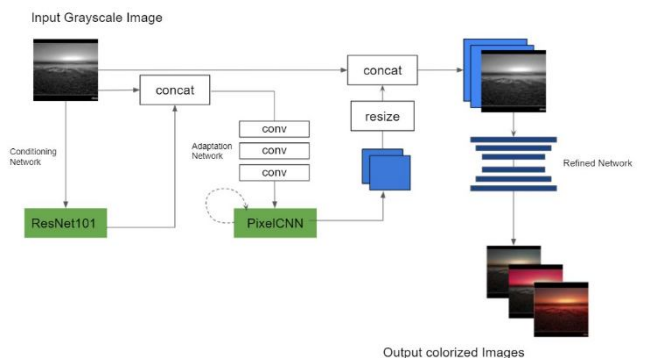 Input Grayscale Image
concat
concat
resize
Conditioning
Network
Adaptation
Network
conv
conv
conv
Refined Network
ResNet101
PixelCNN
Output colorized Images